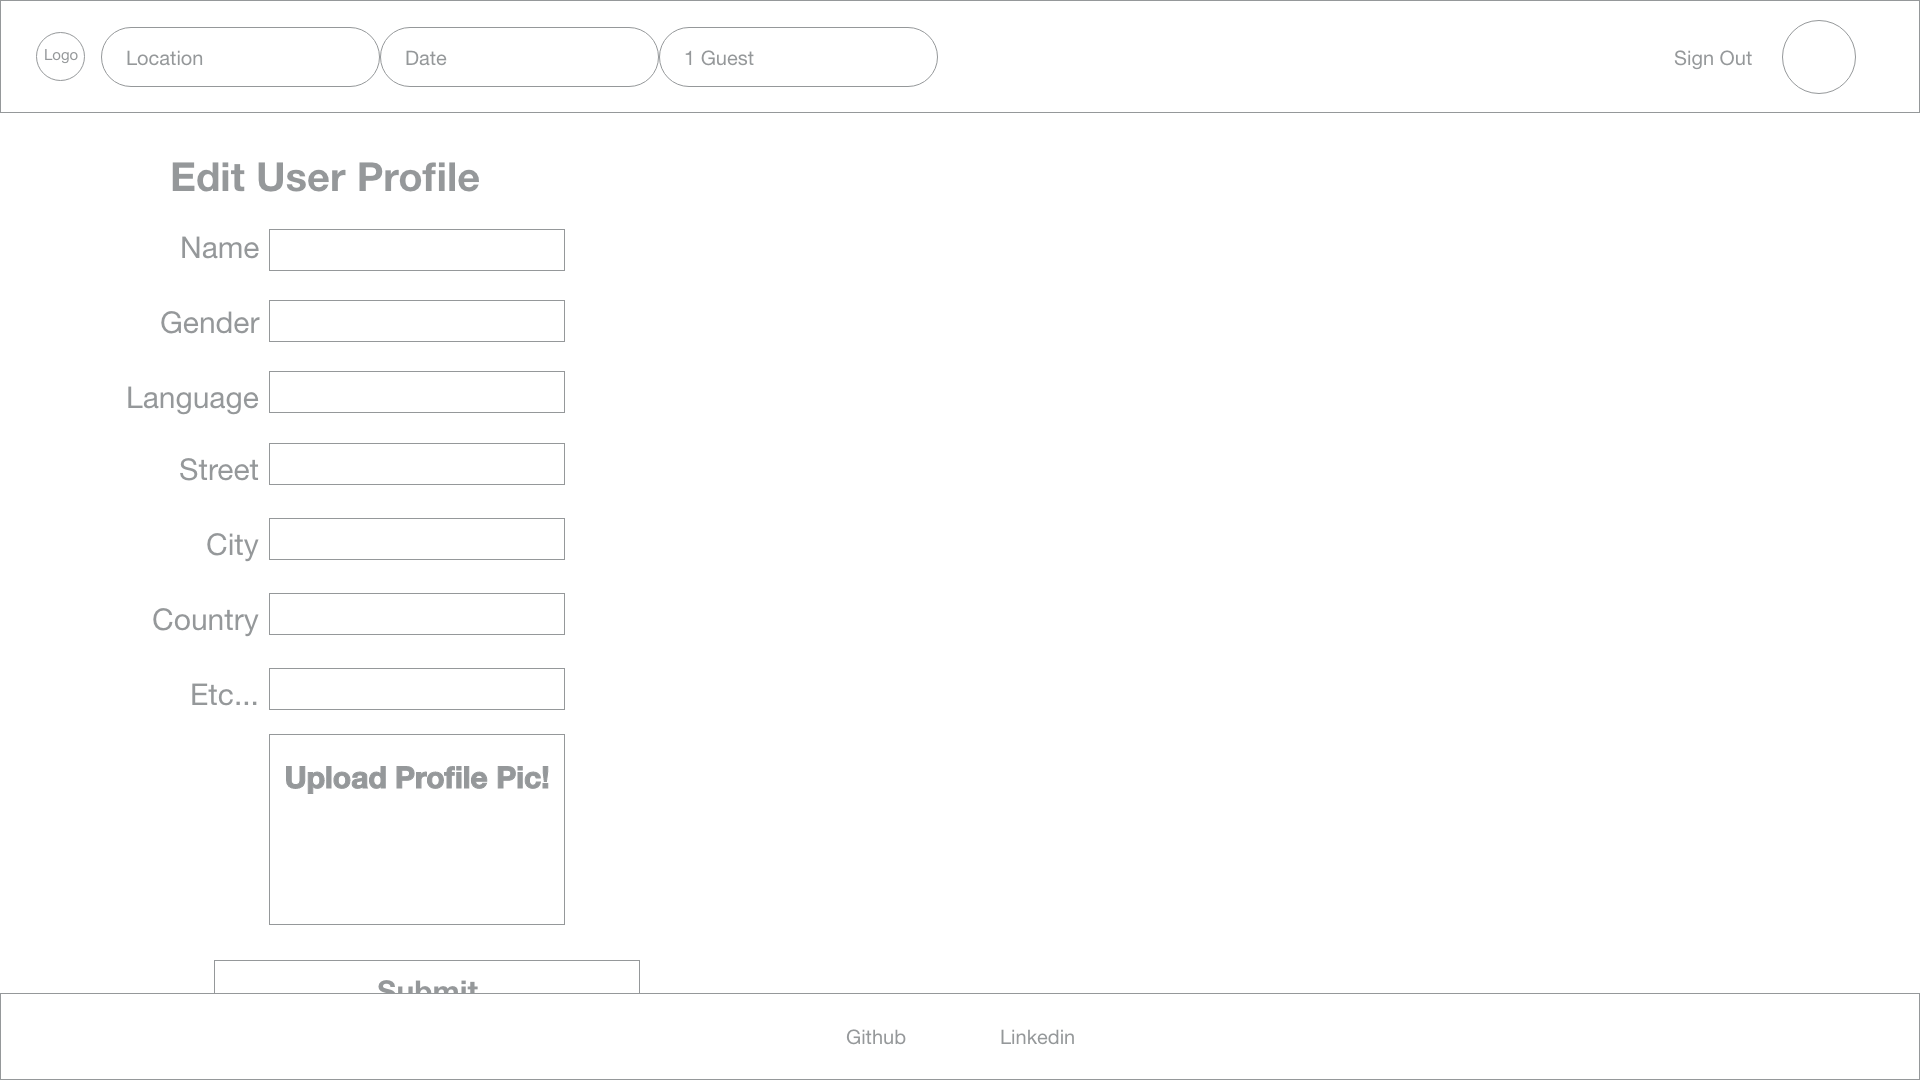 Logo
Location
Date
1 Guest
Sign Out
Edit User Profile
Name
Gender
Language
Street
City
Country
Etc...
Upload Profile Pic!
Submit
Github
Linkedin